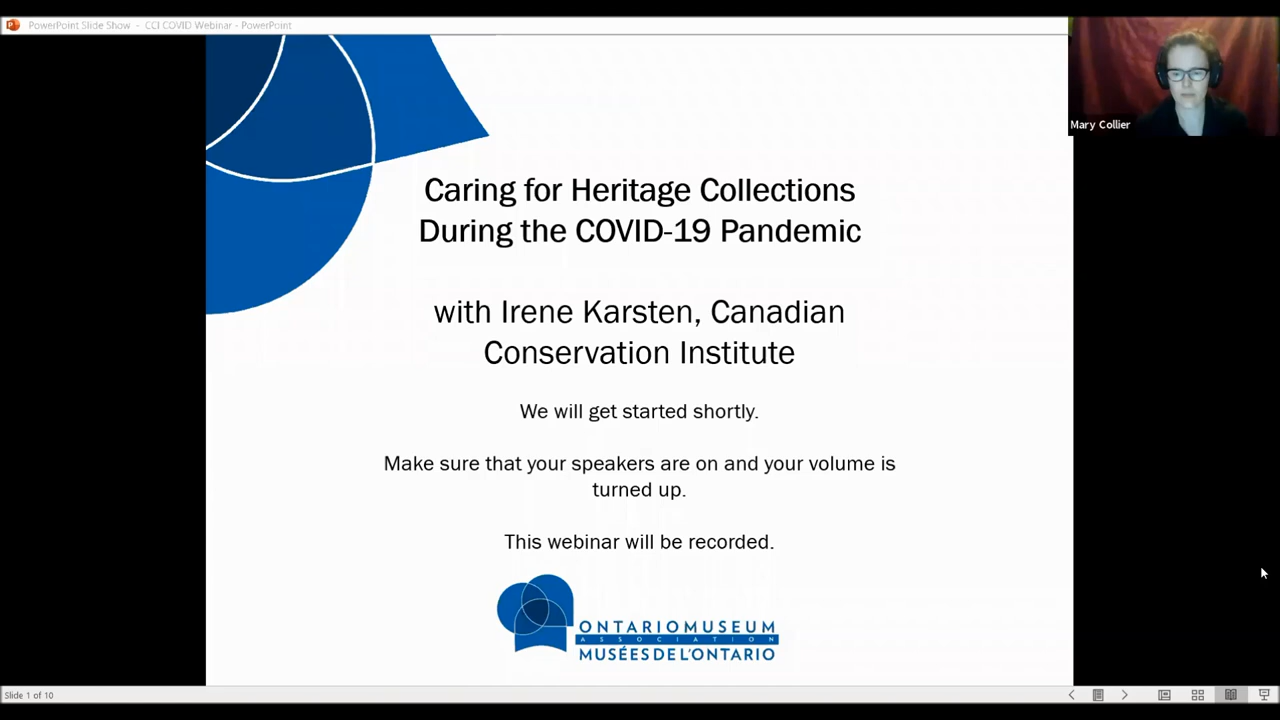 PowerPoint Slide Show - CCI COVID Webinar - PowerPoint
Mary Collier
Caring for Heritage Collections
During the COVID-19 Pandemic
with Irene Karsten, Canadian
Conservation Institute
We will get started shortly.
Make sure that your speakers are on and your volume is
turned up.
This webinar will be recorded.
ONTARIOMUSEUM
ASSOCIATION
MUSÉESDEL'ONTARIO
Slide 1 of 10